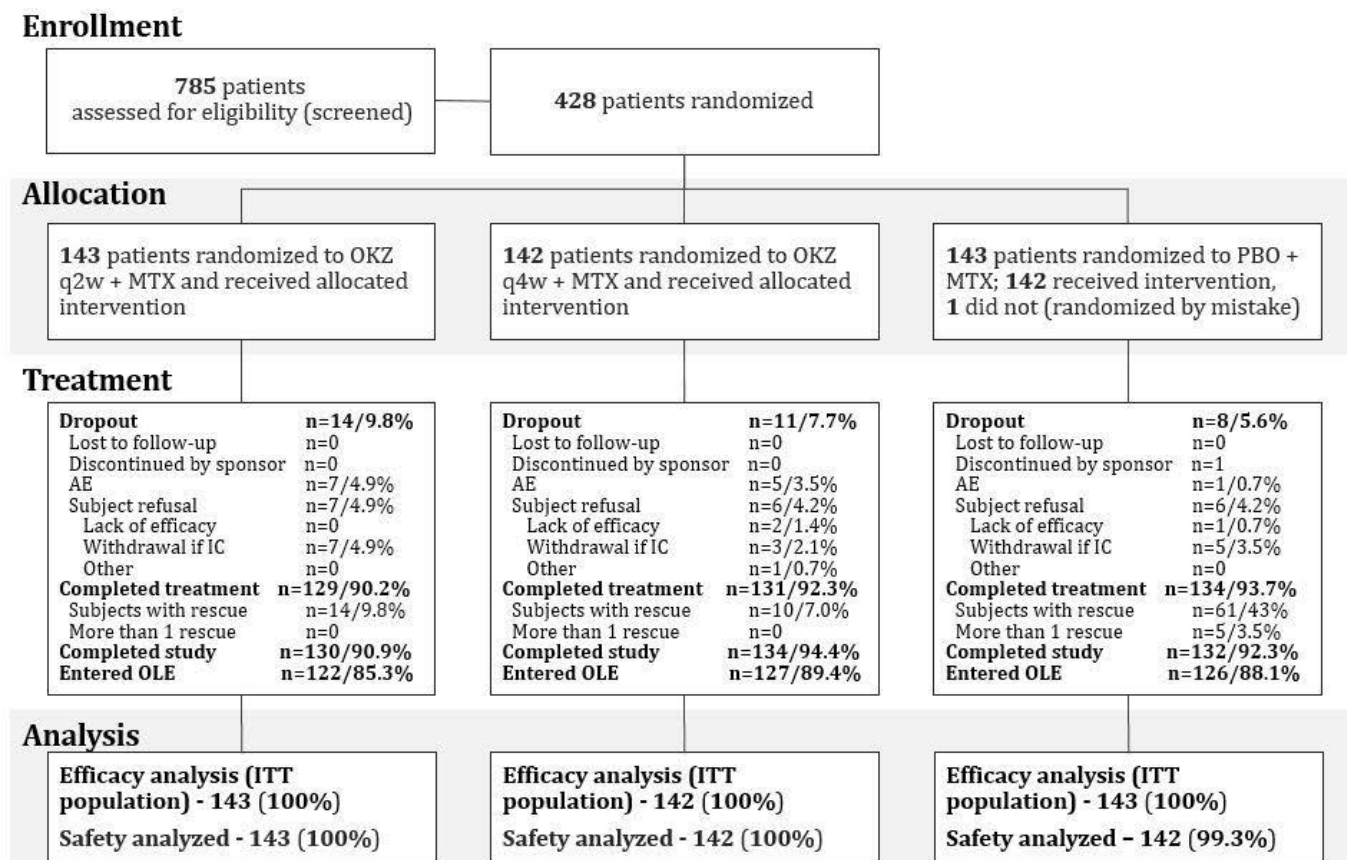 Enrollment
785 patients
assessed for eligibility (screened)
428 patients randomized
Allocation
143 patients randomized to OKZ
q2w + MTX and received allocated
intervention
142 patients randomized to OKZ
q4w + MTX and received allocated
intervention
143 patients randomized to PBO +
MTX; 142 received intervention,
1 did not (randomized by mistake)
Treatment
Dropout n=14/9.8%
Lost to follow-up n=0
Discontinued by sponsor n=0
AE n=7/4.9%
Subject refusal n=7/4.9%
Lack of efficacy n=0
Withdrawal if IC n=7/4.9%
Other n=0
Completed treatment n=129/90.2%
Subjects with rescue n=14/9.8%
More than 1 rescue n=0
Completed study n=130/90.9%
Entered OLE n=122/85.3%
Dropout n=11/7.7%
Lost to follow-up n=0
Discontinued by sponsor n=0
AE n=5/3.5%
Subject refusal n=6/4.2%
Lack of efficacy n=2/1.4%
Withdrawal if IC n=3/2.1%
Other n=1/0.7%
Completed treatment n=131/92.3%
Subjects with rescue n=10/7.0%
More than 1 rescue n=0
Completed study n=134/94.4%
Entered OLE n=127/89.4%
Dropout n=8/5.6%
Lost to follow-up n=0
Discontinued by sponsor n=1
AE n=1/0.7%
Subject refusal n=6/4.2%
Lack of efficacy n=1/0.7%
Withdrawal if IC n=5/3.5%
Other n=0
Completed treatment n=134/93.7%
Subjects with rescue n=61/43%
More than 1 rescue n=5/3.5%
Completed study n=132/92.3%
Entered OLE n=126/88.1%
Analysis
Efficacy analysis (ITT
population) - 143 (100%)
Safety analyzed - 143 (100%)
Efficacy analysis (ITT
population) - 142 (100%)
Safety analyzed - 142 (100%)
Efficacy analysis (ITT
population) - 143 (100%)
Safety analyzed – 142 (99.3%)